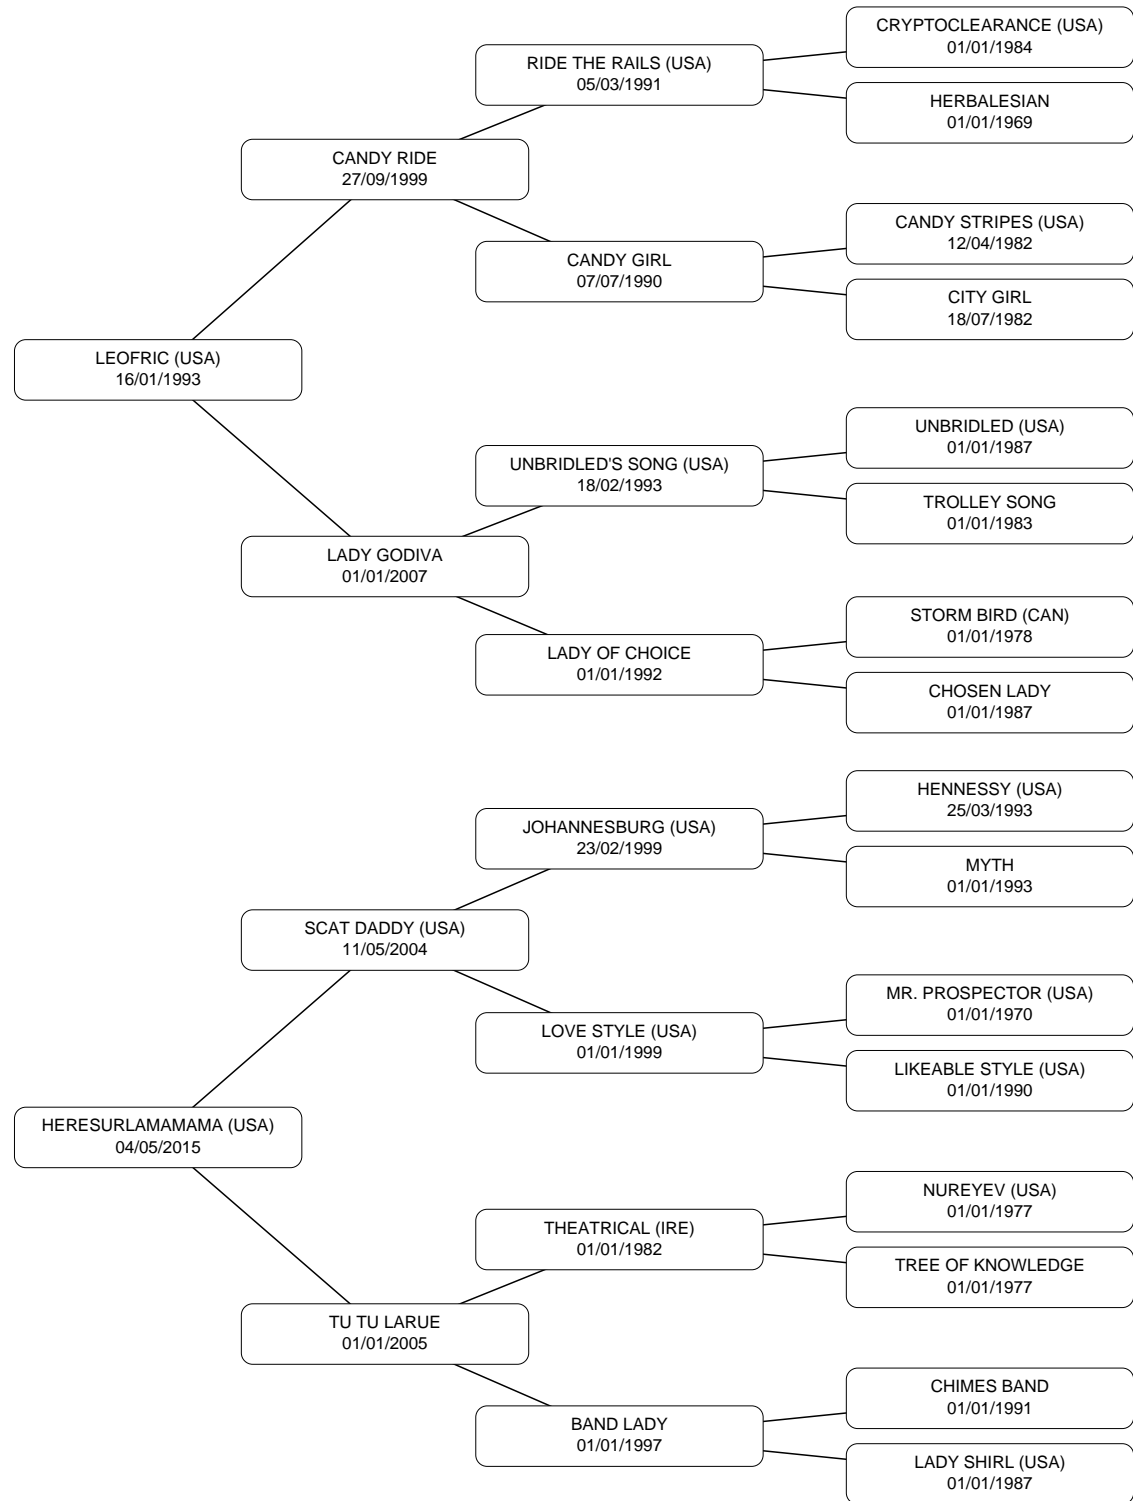 CRYPTOCLEARANCE (USA)
01/01/1984
RIDE THE RAILS (USA)
05/03/1991
HERBALESIAN
01/01/1969
CANDY RIDE
27/09/1999
CANDY STRIPES (USA)
12/04/1982
CANDY GIRL
07/07/1990
CITY GIRL
18/07/1982
LEOFRIC (USA)
16/01/1993
UNBRIDLED (USA)
01/01/1987
UNBRIDLED'S SONG (USA)
18/02/1993
TROLLEY SONG
01/01/1983
LADY GODIVA
01/01/2007
STORM BIRD (CAN)
01/01/1978
LADY OF CHOICE
01/01/1992
CHOSEN LADY
01/01/1987
HENNESSY (USA)
25/03/1993
JOHANNESBURG (USA)
23/02/1999
MYTH
01/01/1993
SCAT DADDY (USA)
11/05/2004
MR. PROSPECTOR (USA)
01/01/1970
LOVE STYLE (USA)
01/01/1999
LIKEABLE STYLE (USA)
01/01/1990
HERESURLAMAMAMA (USA)
04/05/2015
NUREYEV (USA)
01/01/1977
THEATRICAL (IRE)
01/01/1982
TREE OF KNOWLEDGE
01/01/1977
TU TU LARUE
01/01/2005
CHIMES BAND
01/01/1991
BAND LADY
01/01/1997
LADY SHIRL (USA)
01/01/1987